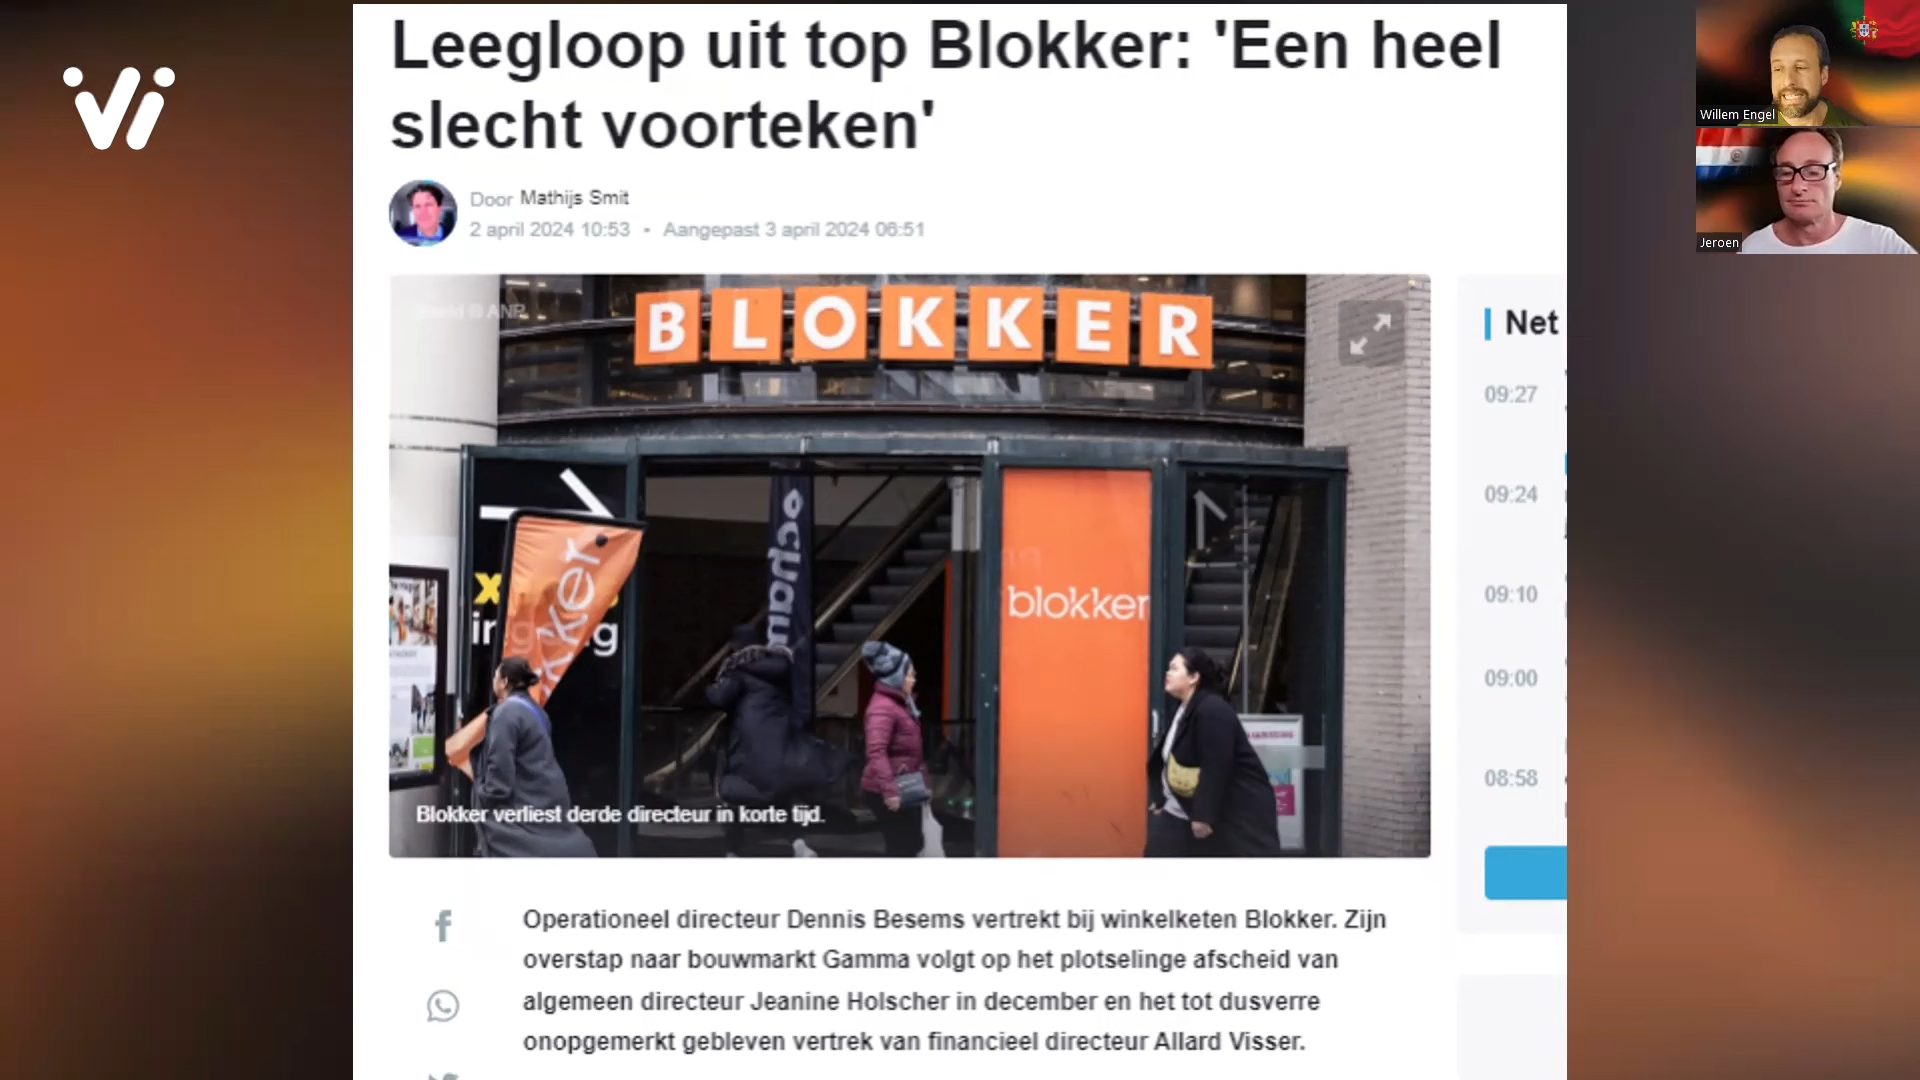 Leegloop uit top Blokker: 'Een heel
slecht voorteken'
Door Mathijs Smit
2 april 2024 10:53 • Aangepast 3 april 2024 06:51
BLOKKER
blokker
Blokker verliest derde directeur in korte tijd.
Operationeel directeur Dennis Besems vertrekt bij winkelketen Blokker. Zijn
overstap naar bouwmarkt Gamma volgt op het plotselinge afscheid van
algemeen directeur Jeanine Holscher in december en het tot dusverre
onopgemerkt gebleven vertrek van financieel directeur Allard Visser.
Net
09:27
09:24
09:10
09:00
08:58
Willem Engel
Jeroen